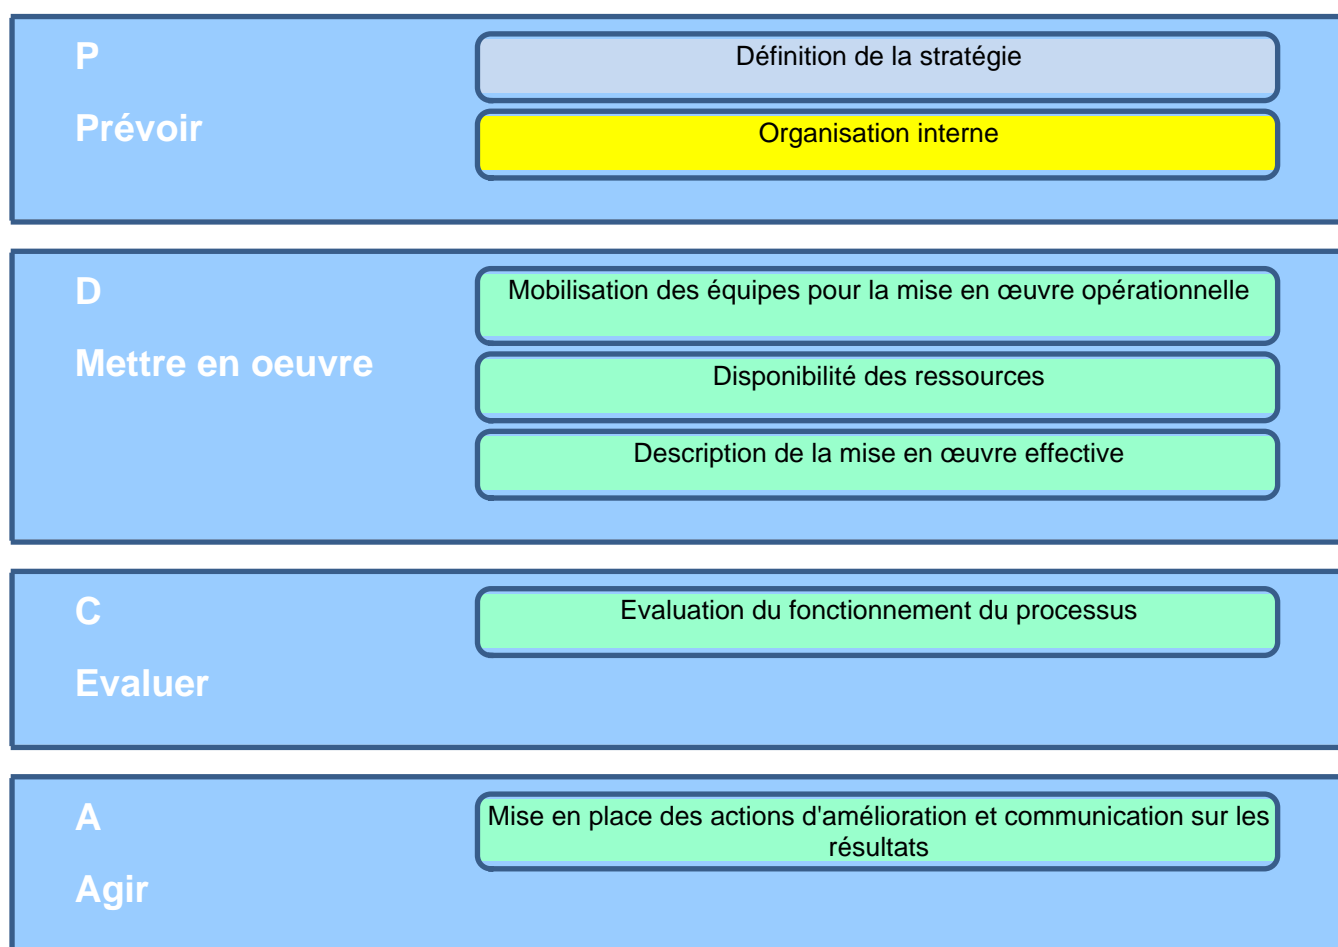 P
Prévoir
Définition de la stratégie
Organisation interne
D
Mettre en oeuvre
Mobilisation des équipes pour la mise en œuvre opérationnelle
Disponibilité des ressources
Description de la mise en œuvre effective
C
Evaluer
Evaluation du fonctionnement du processus
A
Agir
Mise en place des actions d'amélioration et communication sur les
résultats